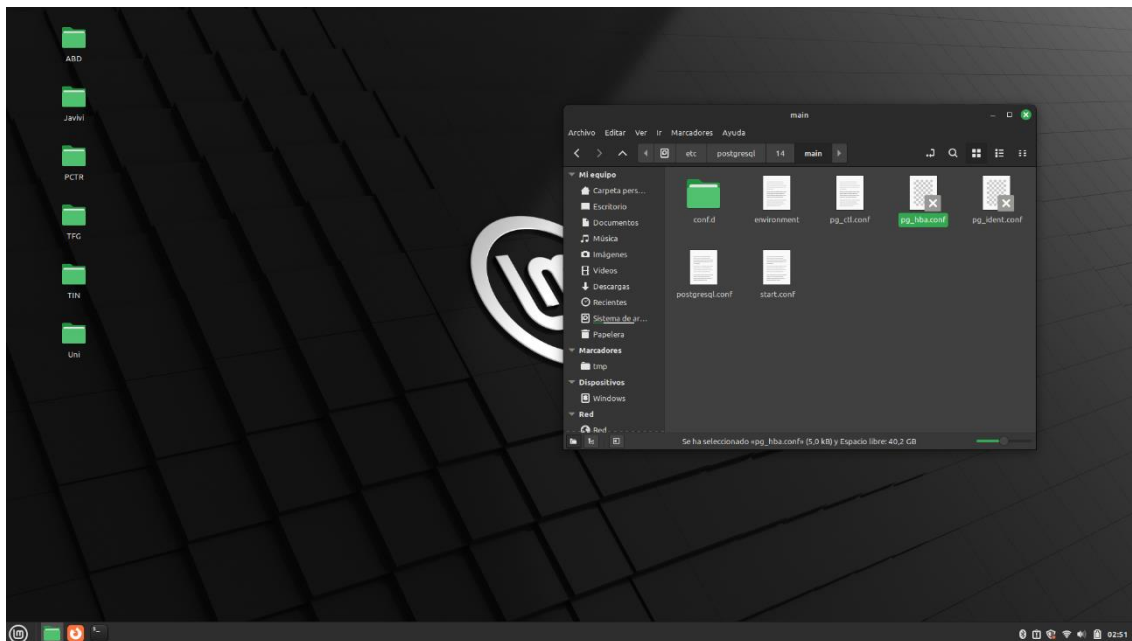 ABD
Javivi
PCTR
TFG
TIN
Uni
main
Archivo Editar Ver Ir Marcadores Ayuda
etc postgresql 14 main
Mi equipo
Carpeta pers...
Escritorio
Documentos
Música
Imágenes
Vídeos
Descargas
Recientes
Sistema de ar...
Papelera
Marcadores
tmp
Dispositivos
Windows
Red
Red
conf.d environment pg_ctl.conf pg_hba.conf pg_ident.conf
postgresql.conf start.conf
Se ha seleccionado «pg_hba.conf» (5,0 kB) y Espacio libre: 40,2 GB
02:51